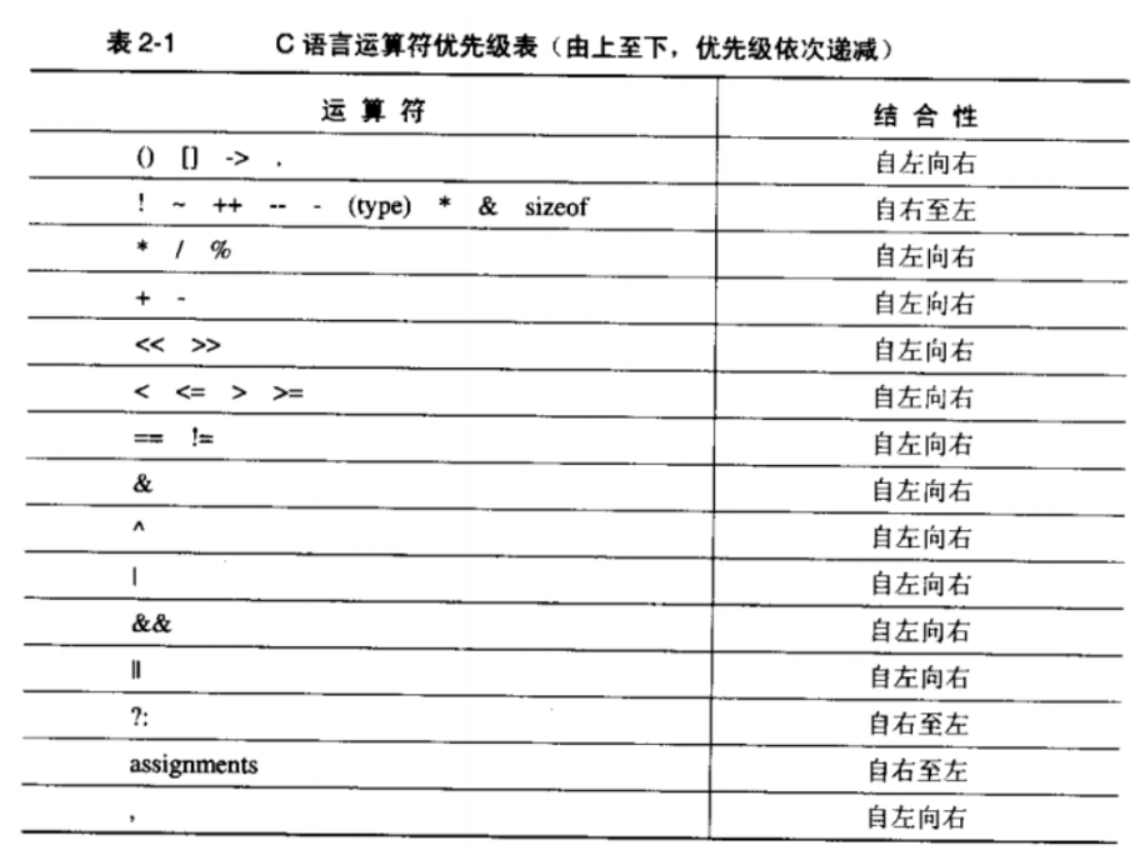 表 2-1 C 语言运算符优先级表（由上至下，优先级依次递减）
运 算 符 结 合 性
() [] -> . 自左向右
! ~ ++ -- - (type) * & sizeof 自右至左
* / % 自左向右
+ - 自左向右
<< >> 自左向右
< <= > >= 自左向右
== != 自左向右
& 自左向右
^ 自左向右
| 自左向右
&& 自左向右
|| 自左向右
?: 自右至左
assignments 自右至左
, 自左向右